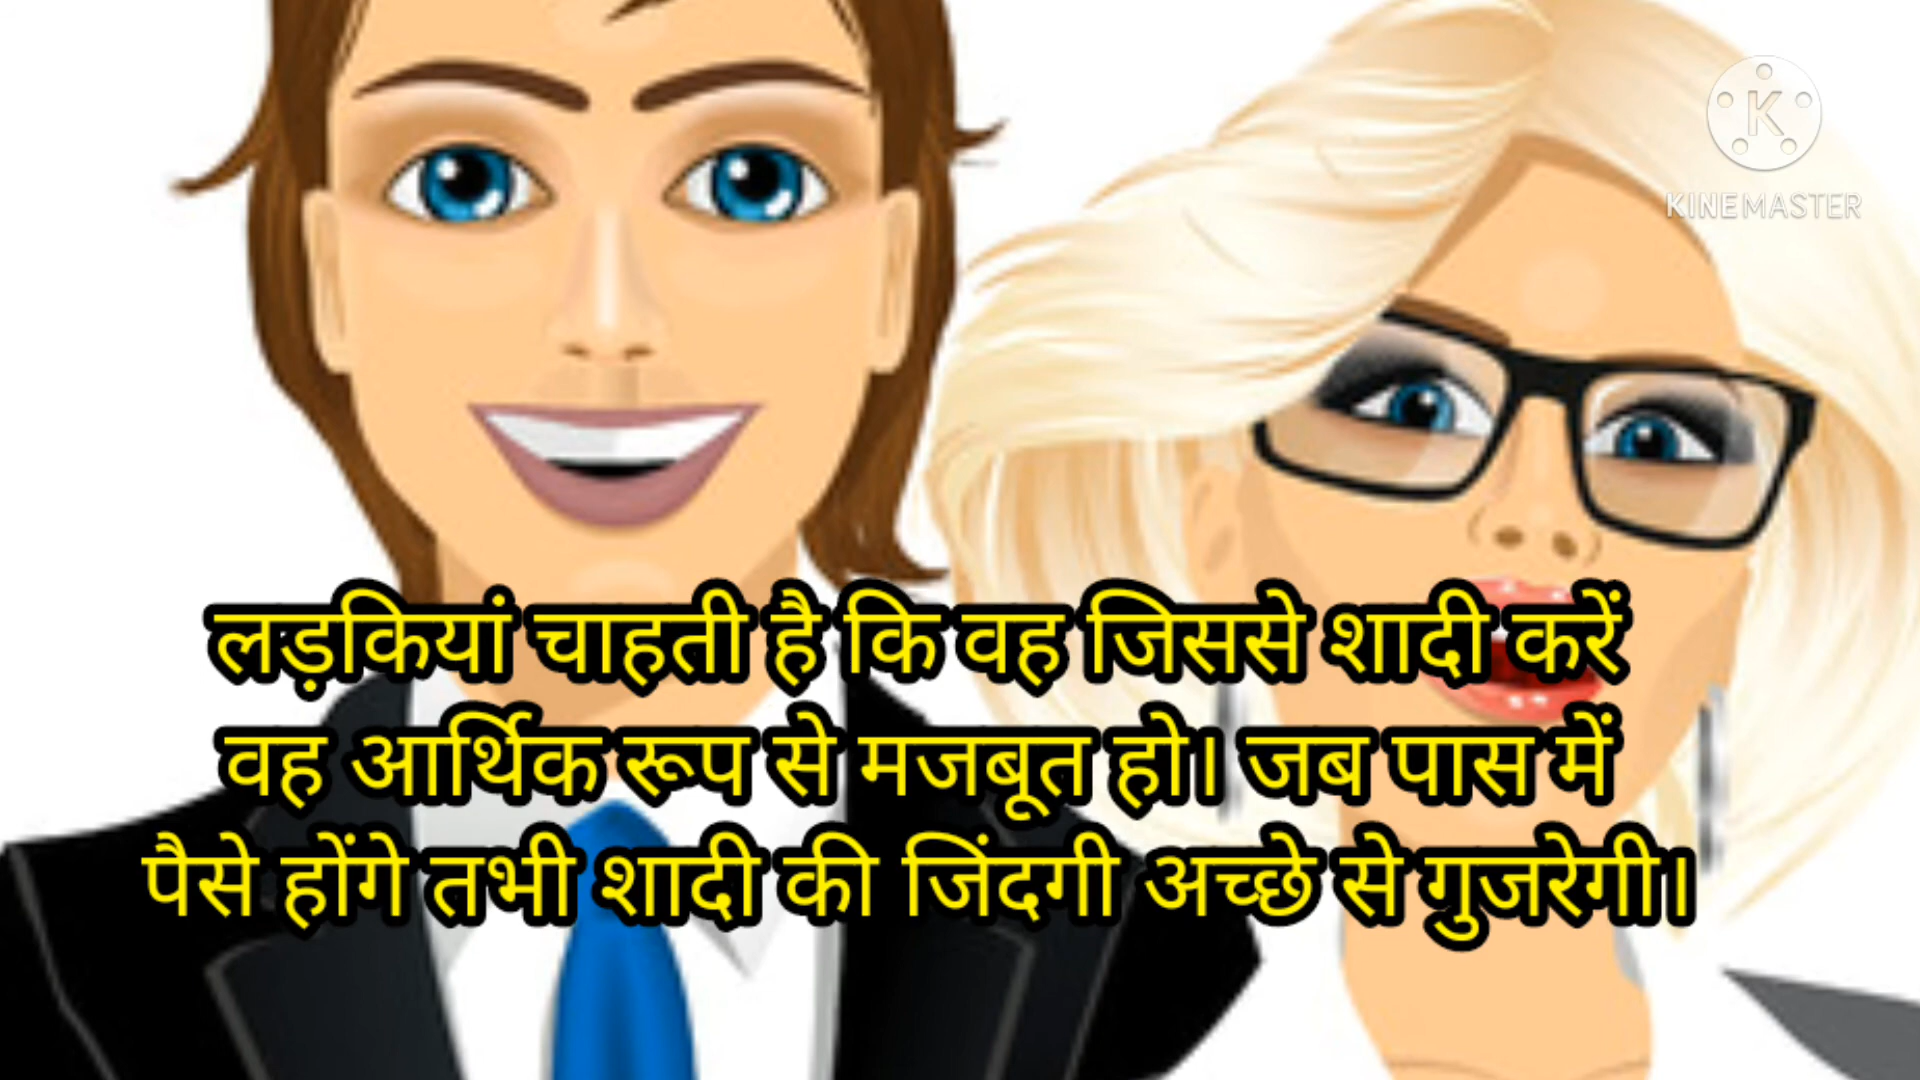 K
KINEMASTER
लड़कियां चाहती है कि वह जिससे शादी करें
वह आर्थिक रूप से मजबूत हो। जब पास में
पैसे होंगे तभी शादी की जिंदगी अच्छे से गुजरेगी।